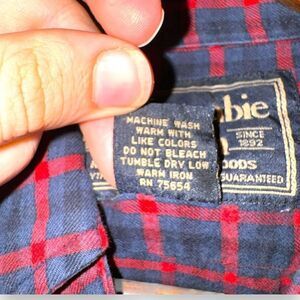 MACHINE WASH
WARM WITH
LIKE COLORS
DO NOT BLEACH
TUMBLE DRY LOW
WARM IRON
RN 75654
bie
SINCE
1892
OODS
GUARANTEED